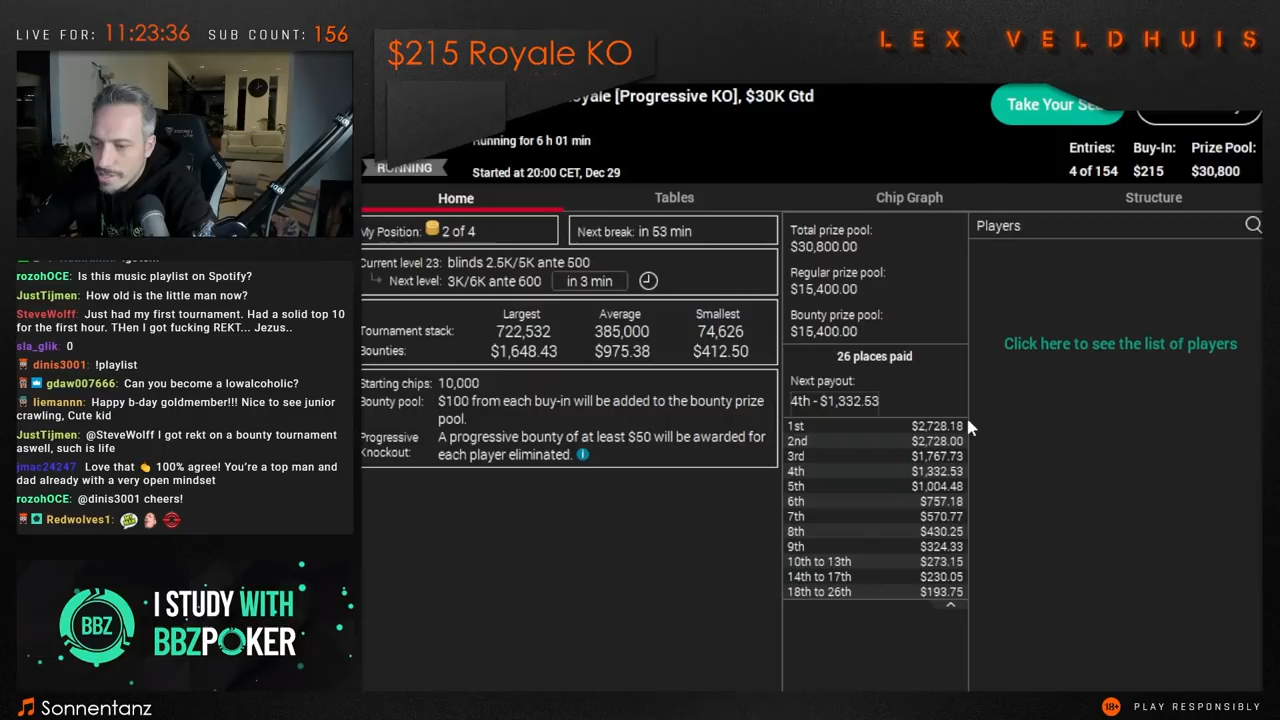 LIVE FOR: 11:23:36 SUB COUNT: 156
$215 Royale KO
LEX VELDHUIS
[Progressive KO], $30K Gtd
Take Your
Running for 6 h 01 min
RUNNING
Started at 20:00 CET, Dec 29
Entries: Buy-In: Prize Pool:
4 of 154 $215 $30,800
Home Tables Chip Graph Structure
My Position: 2 of 4
Next break: in 53 min
Current level 23: blinds 2.5K/5K ante 500
Next level: 3K/6K ante 600 in 3 min
Largest Average Smallest
Tournament stack: 722,532 385,000 74,626
Bounties: $1,648.43 $975.38 $412.50
Starting chips: 10,000
Bounty pool: $100 from each buy-in will be added to the bounty prize
pool.
Progressive Knockout: A progressive bounty of at least $50 will be awarded for
each player eliminated.
Total prize pool:
$30,800.00
Regular prize pool:
$15,400.00
Bounty prize pool:
$15,400.00
26 places paid
Next payout:
4th - $1,332.53
1st $2,728.18
2nd $2,728.00
3rd $1,767.73
4th $1,332.53
5th $1,004.48
6th $757.18
7th $570.77
8th $430.25
9th $324.33
10th to 13th $273.15
14th to 17th $230.05
18th to 26th $193.75
Players
Click here to see the list of players
rozohOCE: Is this music playlist on Spotify?
JustTijmen: How old is the little man now?
SteveWolff: Just had my first tournament. Had a solid top 10
for the first hour. THen I got fucking REKT... Jezus..
sla_glik: 0
dinis3001: !playlist
gdaw007666: Can you become a lowalcoholic?
liemannn: Happy b-day goldmember!!! Nice to see junior
crawling, Cute kid
JustTijmen: @SteveWolff I got rekt on a bounty tournament
aswell, such is life
jmac24247 Love that 👏 100% agree! You're a top man and
dad already with a very open mindset
rozohOCE: @dinis3001 cheers!
Redwolves1:
BBZ
I STUDY WITH
BBZPOKER
Sonnentanz
18+ PLAY RESPONSIBLY